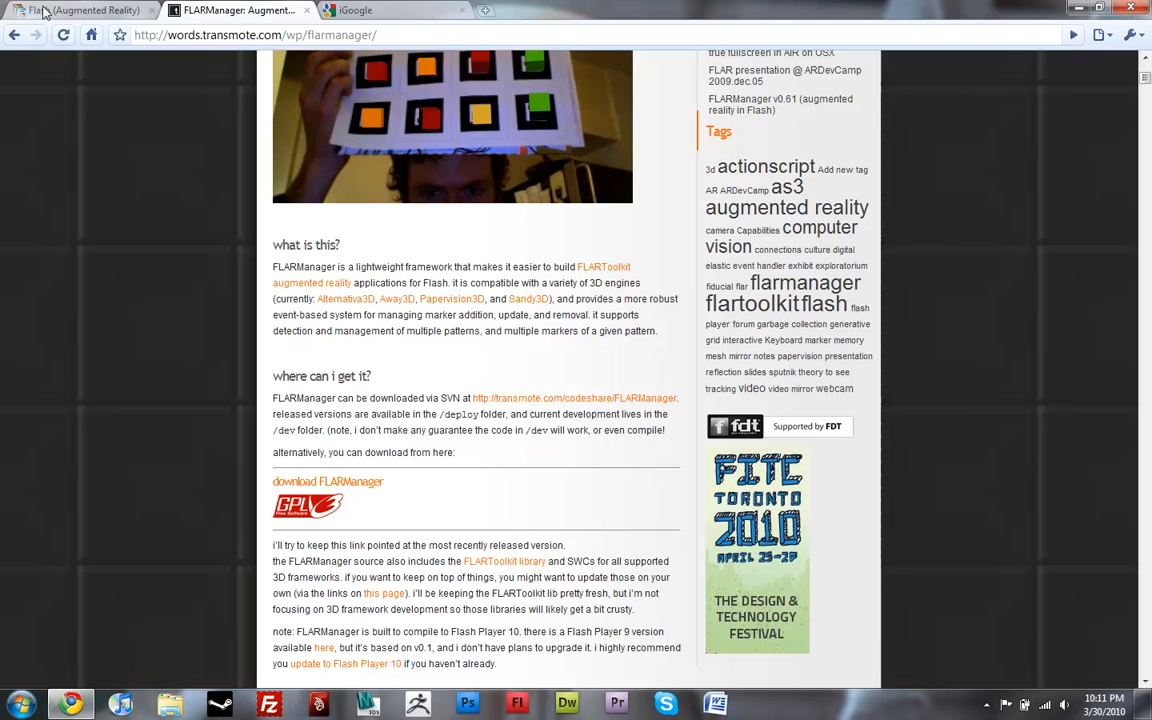 Flash (Augmented Reality)
FLARManager: Augment...
iGoogle
http://words.transmote.com/wp/flarmanager/
what is this?
FLARManager is a lightweight framework that makes it easier to build FLARToolkit
augmented reality applications for Flash. it is compatible with a variety of 3D engines
(currently: Alternativa3D, Away3D, Papervision3D, and Sandy3D), and provides a more robust
event-based system for managing marker addition, update, and removal. it supports
detection and management of multiple patterns, and multiple markers of a given pattern.
where can i get it?
FLARManager can be downloaded via SVN at http://transmote.com/codeshare/FLARManager.
released versions are available in the /deploy folder, and current development lives in the
/dev folder. (note, i don't make any guarantee the code in /dev will work, or even compile!
alternatively, you can download from here:
download FLARManager
GPLv3
Free Software
i'll try to keep this link pointed at the most recently released version.
the FLARManager source also includes the FLARToolkit library and SWCs for all supported
3D frameworks. if you want to keep on top of things, you might want to update those on your
own (via the links on this page). i'll be keeping the FLARToolkit lib pretty fresh, but i'm not
focusing on 3D framework development so those libraries will likely get a bit crusty.
note: FLARManager is built to compile to Flash Player 10. there is a Flash Player 9 version
available here, but it's based on v0.1, and i don't have plans to upgrade it. i highly recommend
you update to Flash Player 10 if you haven't already.
true fullscreen in AIR on OSX
FLAR presentation @ ARDevCamp
2009.dec.05
FLARManager v0.61 (augmented
reality in Flash)
Tags
3d actionscript Add new tag
AR ARDevCamp as3
augmented reality
camera Capabilities computer
vision connections culture digital
elastic event handler exhibit exploratorium
fiducial flar flarmanager
flartoolkit flash flash
player forum garbage collection generative
grid interactive Keyboard marker memory
mesh mirror notes papervision presentation
reflection slides sputnik theory to see
tracking video video mirror webcam
fdt Supported by FDT
FITC
TORONTO
2010
APRIL 25-27
THE DESIGN &
TECHNOLOGY
FESTIVAL
Fz
3DS
Ps
Fl
Dw
Pr
S
W
10:11 PM
3/30/2010